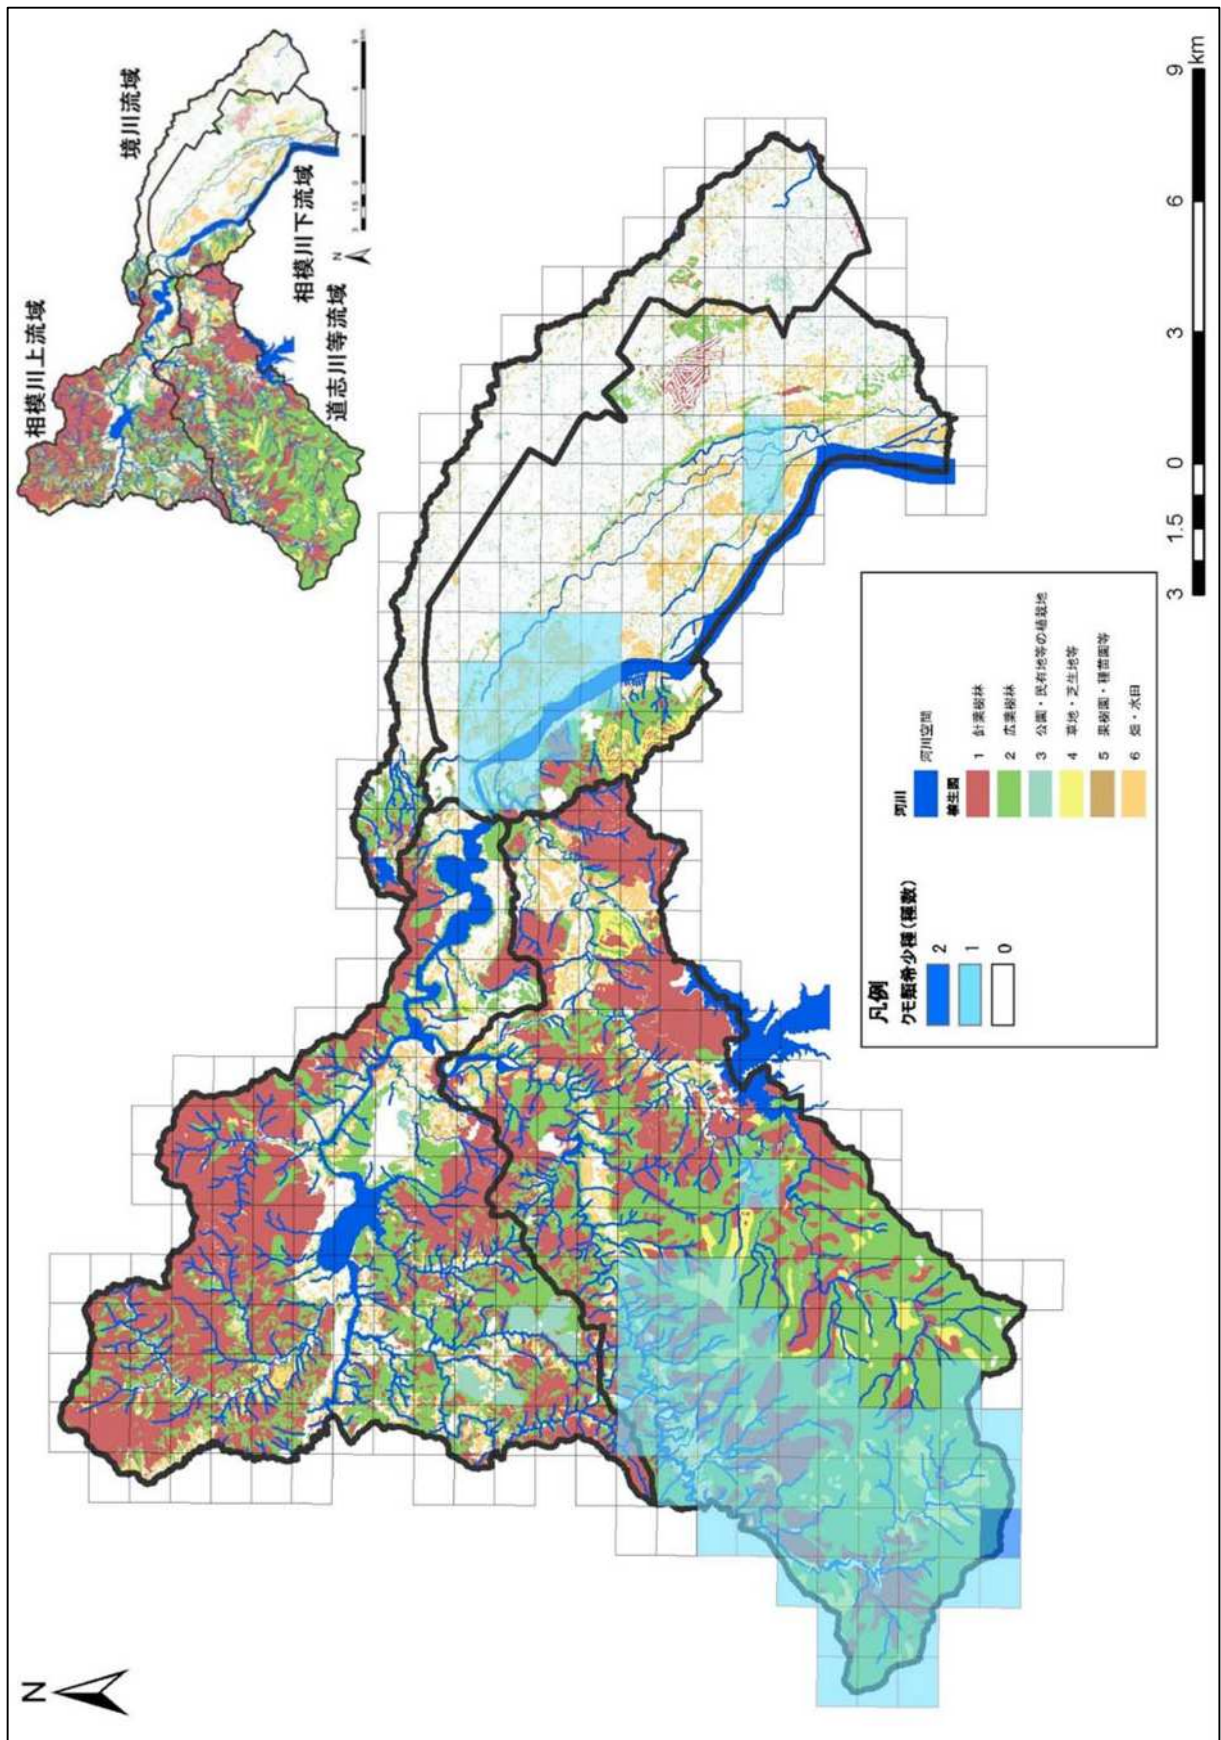 N
相模川上流域
境川流域
相模川下流域
道志川等流域
N
km
凡例
クモ類希少種(種数)
2
1
0
河川
河川空間
植生図
1 針葉樹林
2 広葉樹林
3 公園・民有地等の植栽地
4 草地・芝生地等
5 果樹園・種苗園等
6 畑・水田
3 1.5 0 3 6 9
km